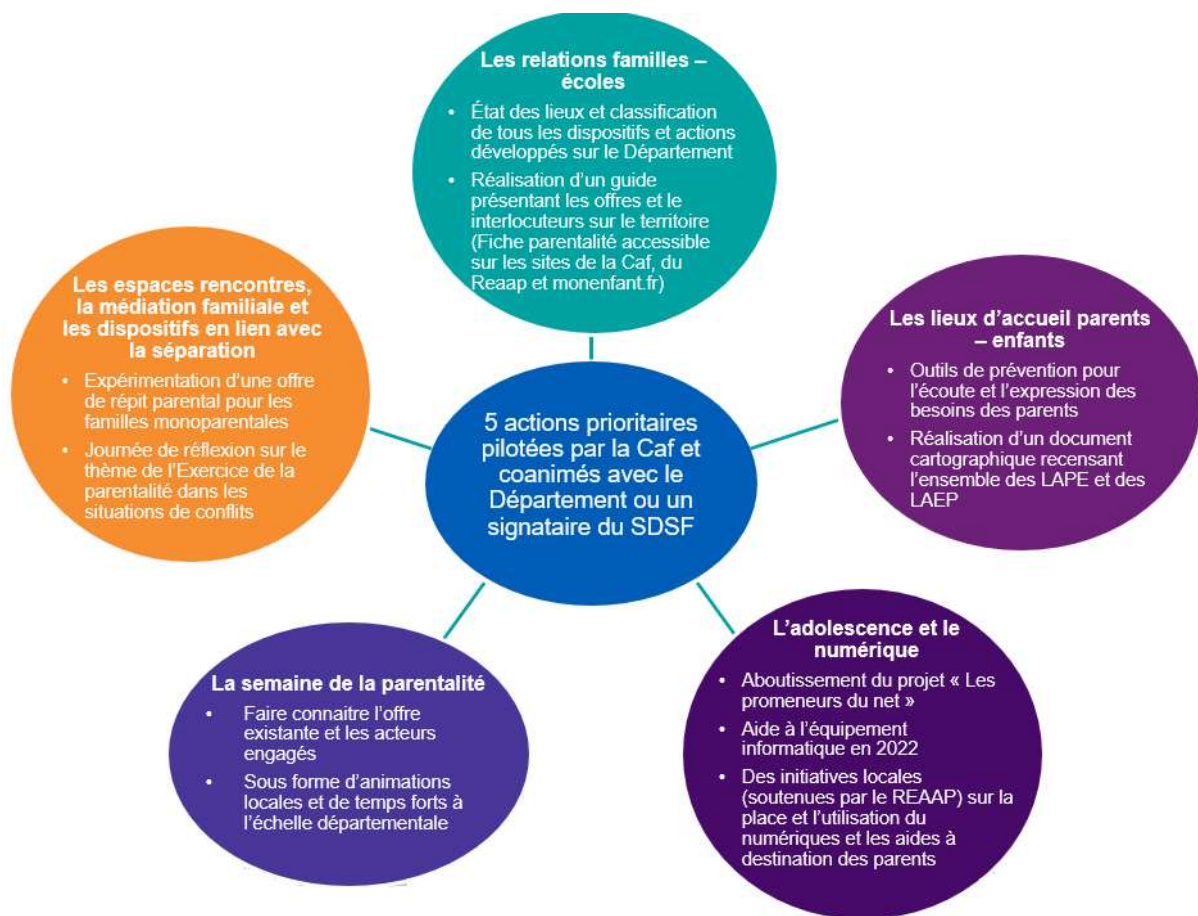 Les relations familles –
écoles
• État des lieux et classification
de tous les dispositifs et actions
développés sur le Département
• Réalisation d’un guide
présentant les offres et le
interlocuteurs sur le territoire
(Fiche parentalité accessible
sur les sites de la Caf, du
Reaap et monenfant.fr)
Les espaces rencontres,
la médiation familiale et
les dispositifs en lien avec
la séparation
• Expérimentation d’une offre
de répit parental pour les
familles monoparentales
• Journée de réflexion sur le
thème de l’Exercice de la
parentalité dans les
situations de conflits
5 actions prioritaires
pilotées par la Caf et
coanimés avec le
Département ou un
signataire du SDSF
Les lieux d’accueil parents
– enfants
• Outils de prévention pour
l’écoute et l’expression des
besoins des parents
• Réalisation d’un document
cartographique recensant
l’ensemble des LAPE et des
LAEP
La semaine de la parentalité
• Faire connaitre l’offre
existante et les acteurs
engagés
• Sous forme d’animations
locales et de temps forts à
l’échelle départementale
L’adolescence et le
numérique
• Aboutissement du projet « Les
promeneurs du net »
• Aide à l’équipement
informatique en 2022
• Des initiatives locales
(soutenues par le REAAP) sur la
place et l’utilisation du
numériques et les aides à
destination des parents